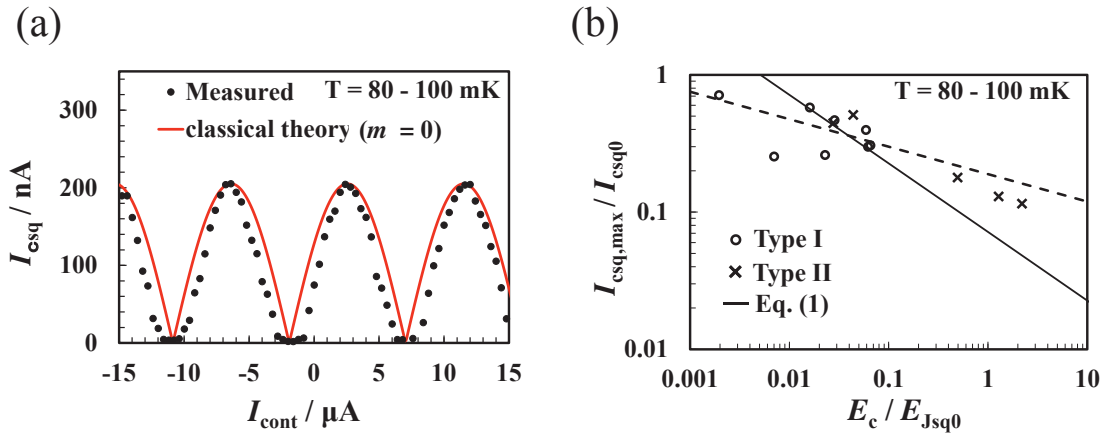 (a)
Measured T = 80 - 100 mK
classical theory (m = 0)
300
200
100
0
I_csq / nA
-15 -10 -5 0 5 10 15
I_cont / μA
(b)
T = 80 - 100 mK
1
0.1
0.01
I_csq,max / I_csq0
Type I
Type II
Eq. (1)
0.001 0.01 0.1 1 10
E_c / E_Jsq0